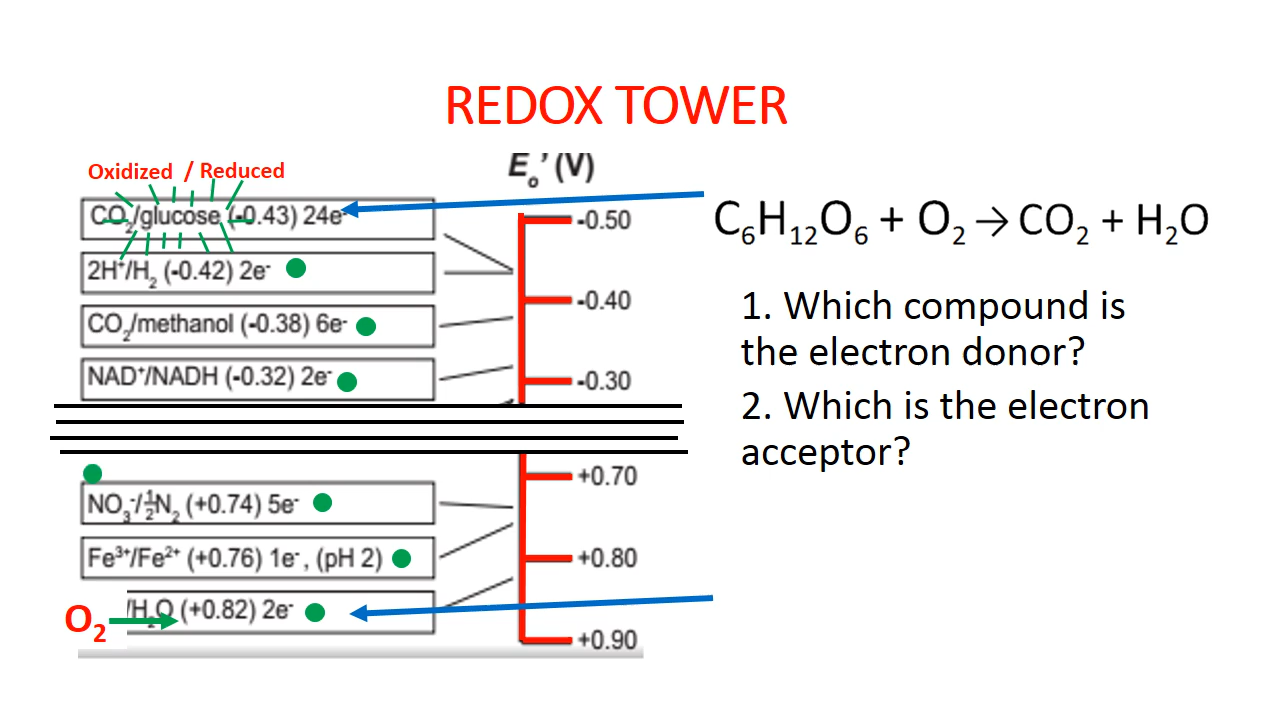 REDOX TOWER
Oxidized / Reduced
E₀’ (V)
CO₂/glucose (-0.43) 24e⁻
2H⁺/H₂ (-0.42) 2e⁻
CO₂/methanol (-0.38) 6e⁻
NAD⁺/NADH (-0.32) 2e⁻
NO₃⁻/½N₂ (+0.74) 5e⁻
Fe³⁺/Fe²⁺ (+0.76) 1e⁻, (pH 2)
O₂ /H₂O (+0.82) 2e⁻
-0.50
-0.40
-0.30
+0.70
+0.80
+0.90
C₆H₁₂O₆ + O₂ → CO₂ + H₂O
1. Which compound is
the electron donor?
2. Which is the electron
acceptor?